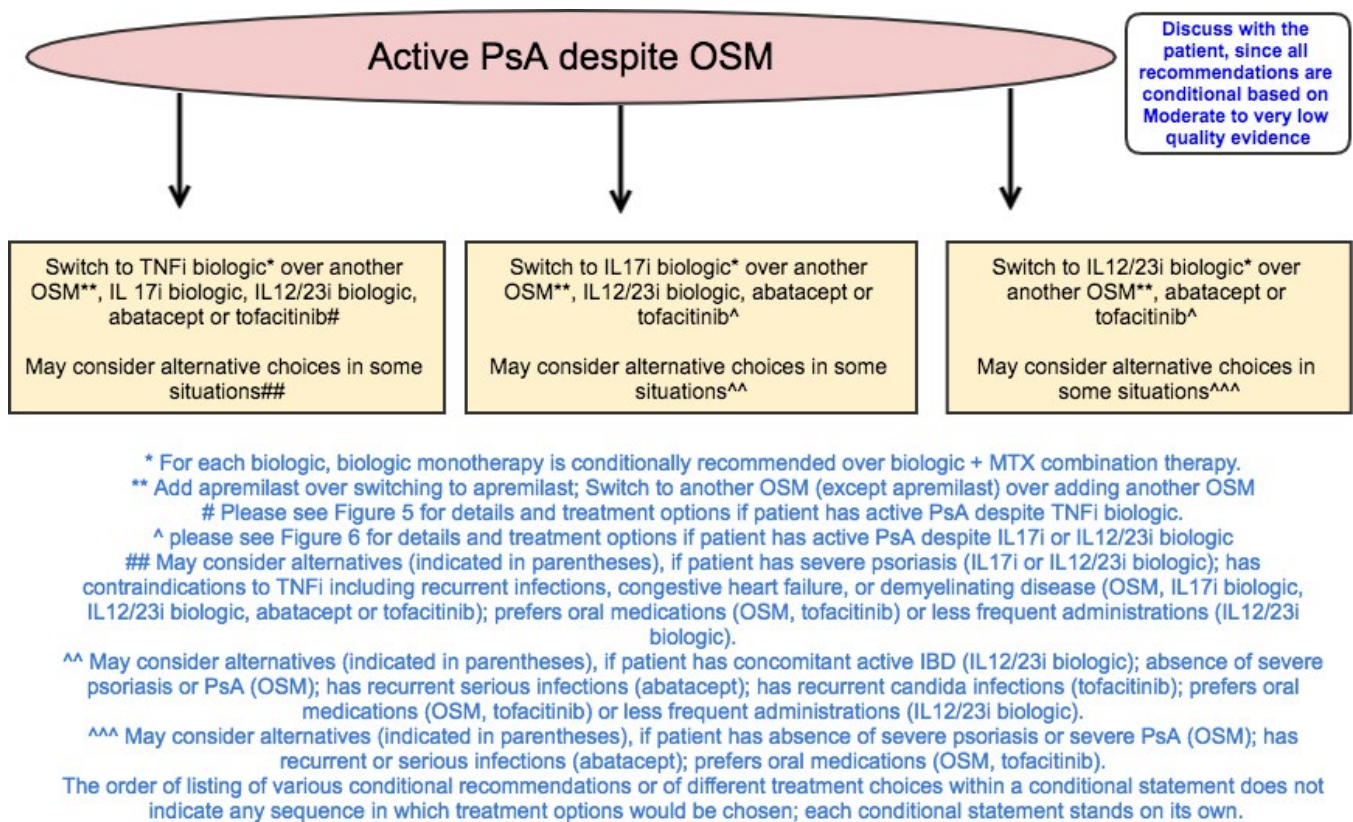 Active PsA despite OSM
Discuss with the
patient, since all
recommendations are
conditional based on
Moderate to very low
quality evidence
Switch to TNFi biologic* over another
OSM**, IL 17i biologic, IL12/23i biologic,
abatacept or tofacitinib#
May consider alternative choices in some
situations##
Switch to IL17i biologic* over another
OSM**, IL12/23i biologic, abatacept or
tofacitinib^
May consider alternative choices in some
situations^^
Switch to IL12/23i biologic* over
another OSM**, abatacept or
tofacitinib^
May consider alternative choices in
some situations^^^
* For each biologic, biologic monotherapy is conditionally recommended over biologic + MTX combination therapy.
** Add apremilast over switching to apremilast; Switch to another OSM (except apremilast) over adding another OSM
# Please see Figure 5 for details and treatment options if patient has active PsA despite TNFi biologic.
^ please see Figure 6 for details and treatment options if patient has active PsA despite IL17i or IL12/23i biologic
## May consider alternatives (indicated in parentheses), if patient has severe psoriasis (IL17i or IL12/23i biologic); has
contraindications to TNFi including recurrent infections, congestive heart failure, or demyelinating disease (OSM, IL17i biologic,
IL12/23i biologic, abatacept or tofacitinib); prefers oral medications (OSM, tofacitinib) or less frequent administrations (IL12/23i
biologic).
^^ May consider alternatives (indicated in parentheses), if patient has concomitant active IBD (IL12/23i biologic); absence of severe
psoriasis or PsA (OSM); has recurrent serious infections (abatacept); has recurrent candida infections (tofacitinib); prefers oral
medications (OSM, tofacitinib) or less frequent administrations (IL12/23i biologic).
^^^ May consider alternatives (indicated in parentheses), if patient has absence of severe psoriasis or severe PsA (OSM); has
recurrent or serious infections (abatacept); prefers oral medications (OSM, tofacitinib).
The order of listing of various conditional recommendations or of different treatment choices within a conditional statement does not
indicate any sequence in which treatment options would be chosen; each conditional statement stands on its own.